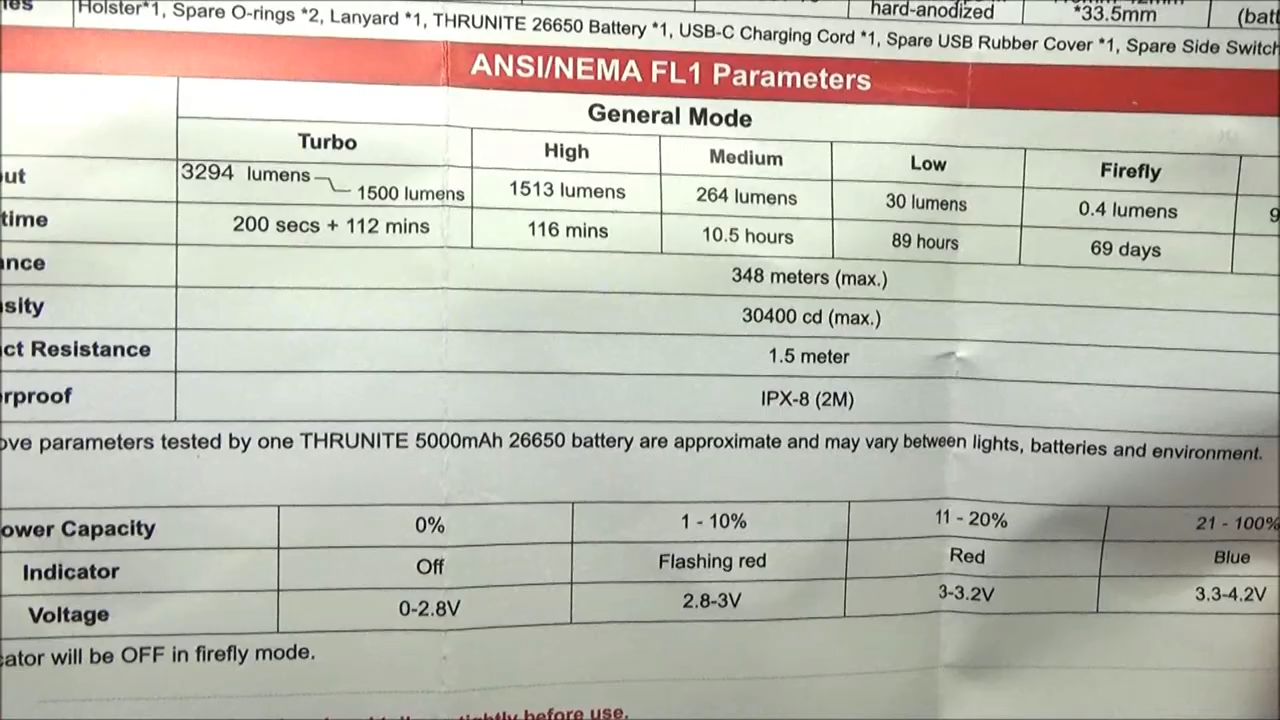 hard-anodized *33.5mm
Holster*1, Spare O-rings *2, Lanyard *1, THRUNITE 26650 Battery *1, USB-C Charging Cord *1, Spare USB Rubber Cover *1, Spare Side Switch
ANSI/NEMA FL1 Parameters
General Mode
Turbo High Medium Low Firefly
3294 lumens 1500 lumens 1513 lumens 264 lumens 30 lumens 0.4 lumens 9
time 200 secs + 112 mins 116 mins 10.5 hours 89 hours 69 days
348 meters (max.)
30400 cd (max.)
ct Resistance 1.5 meter
rproof IPX-8 (2M)
ove parameters tested by one THRUNITE 5000mAh 26650 battery are approximate and may vary between lights, batteries and environment.
ower Capacity 0% 1 - 10% 11 - 20% 21 - 100%
Indicator Off Flashing red Red Blue
Voltage 0-2.8V 2.8-3V 3-3.2V 3.3-4.2V
cator will be OFF in firefly mode.
before use.